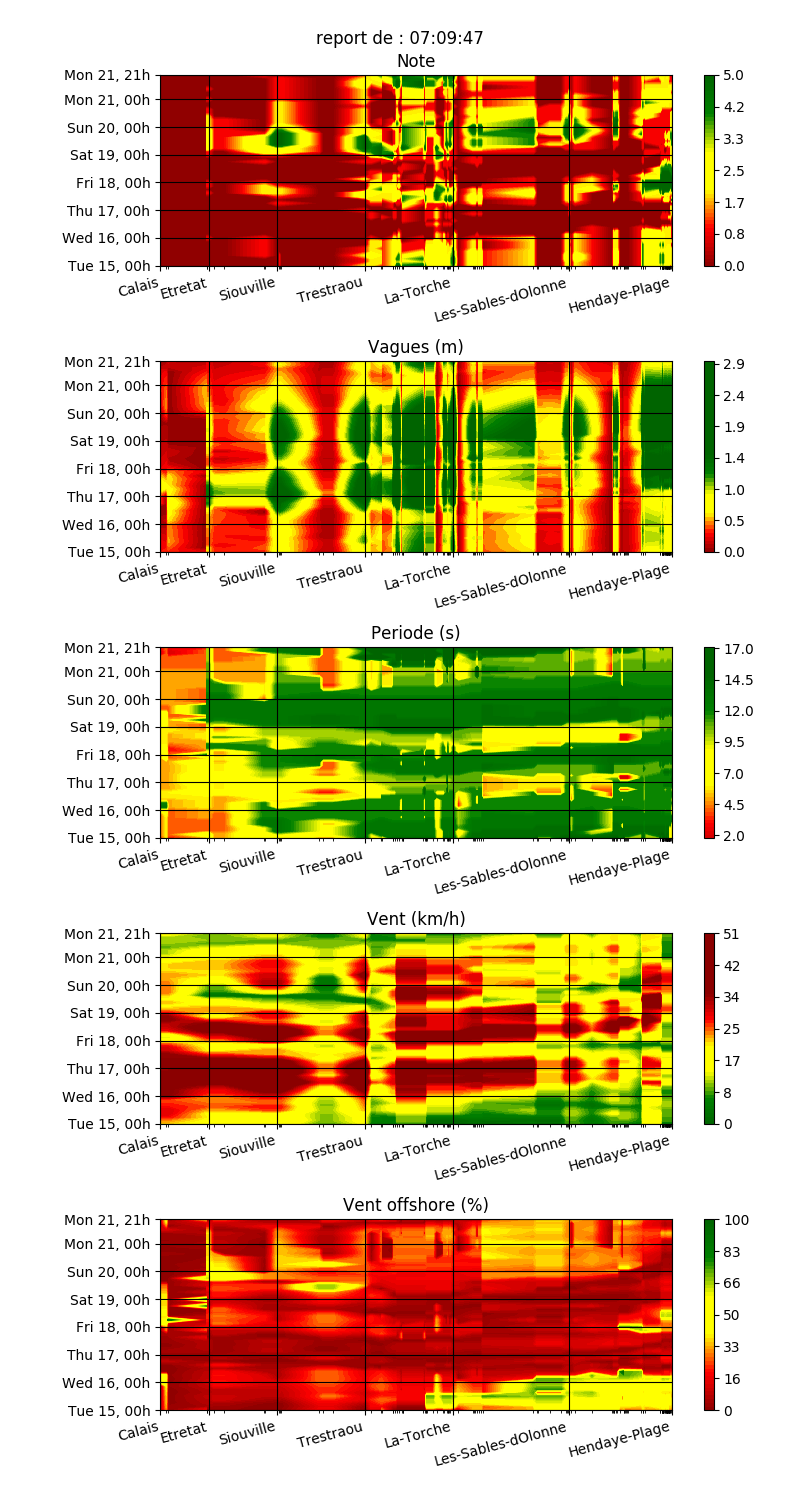 report de : 07:09:47
Note
Mon 21, 21h
Mon 21, 00h
Sun 20, 00h
Sat 19, 00h
Fri 18, 00h
Thu 17, 00h
Wed 16, 00h
Tue 15, 00h
Calais
Etretat
Siouville
Trestraou
La-Torche
Les-Sables-dOlonne
Hendaye-Plage
5.0
4.2
3.3
2.5
1.7
0.8
0.0
Vagues (m)
Mon 21, 21h
Mon 21, 00h
Sun 20, 00h
Sat 19, 00h
Fri 18, 00h
Thu 17, 00h
Wed 16, 00h
Tue 15, 00h
Calais
Etretat
Siouville
Trestraou
La-Torche
Les-Sables-dOlonne
Hendaye-Plage
2.9
2.4
1.9
1.4
1.0
0.5
0.0
Periode (s)
Mon 21, 21h
Mon 21, 00h
Sun 20, 00h
Sat 19, 00h
Fri 18, 00h
Thu 17, 00h
Wed 16, 00h
Tue 15, 00h
Calais
Etretat
Siouville
Trestraou
La-Torche
Les-Sables-dOlonne
Hendaye-Plage
17.0
14.5
12.0
9.5
7.0
4.5
2.0
Vent (km/h)
Mon 21, 21h
Mon 21, 00h
Sun 20, 00h
Sat 19, 00h
Fri 18, 00h
Thu 17, 00h
Wed 16, 00h
Tue 15, 00h
Calais
Etretat
Siouville
Trestraou
La-Torche
Les-Sables-dOlonne
Hendaye-Plage
51
42
34
25
17
8
0
Vent offshore (%)
Mon 21, 21h
Mon 21, 00h
Sun 20, 00h
Sat 19, 00h
Fri 18, 00h
Thu 17, 00h
Wed 16, 00h
Tue 15, 00h
Calais
Etretat
Siouville
Trestraou
La-Torche
Les-Sables-dOlonne
Hendaye-Plage
100
83
66
50
33
16
0